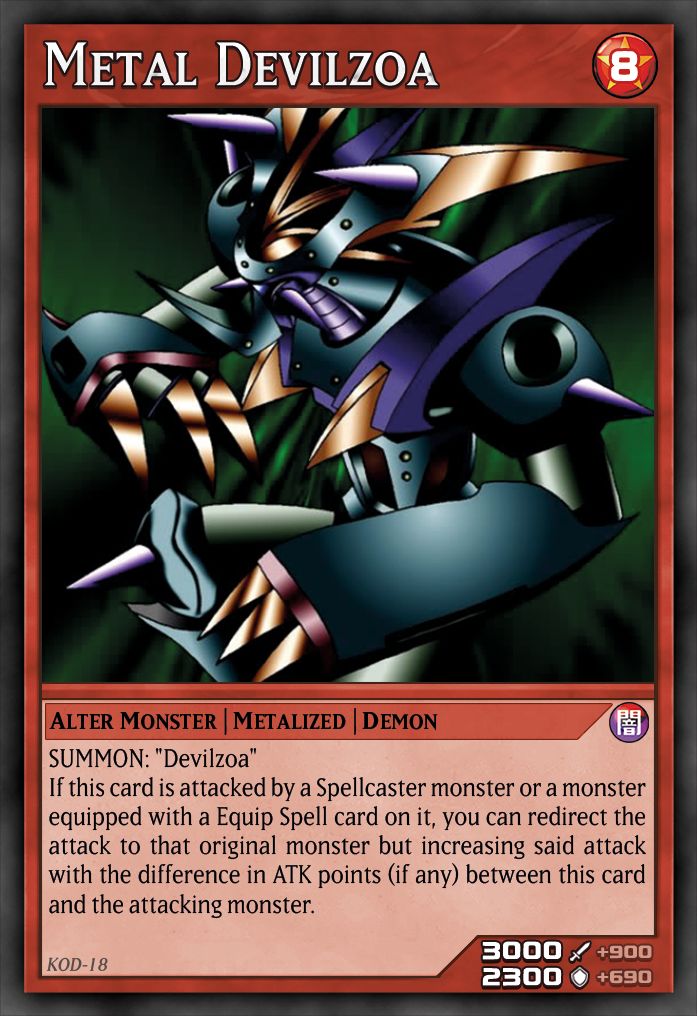 Metal Devilzoa
8
Alter Monster | Metalized | Demon
闇
SUMMON: "Devilzoa"
If this card is attacked by a Spellcaster monster or a monster
equipped with a Equip Spell card on it, you can redirect the
attack to that original monster but increasing said attack
with the difference in ATK points (if any) between this card
and the attacking monster.
3000 +900
KOD-18
2300 +690